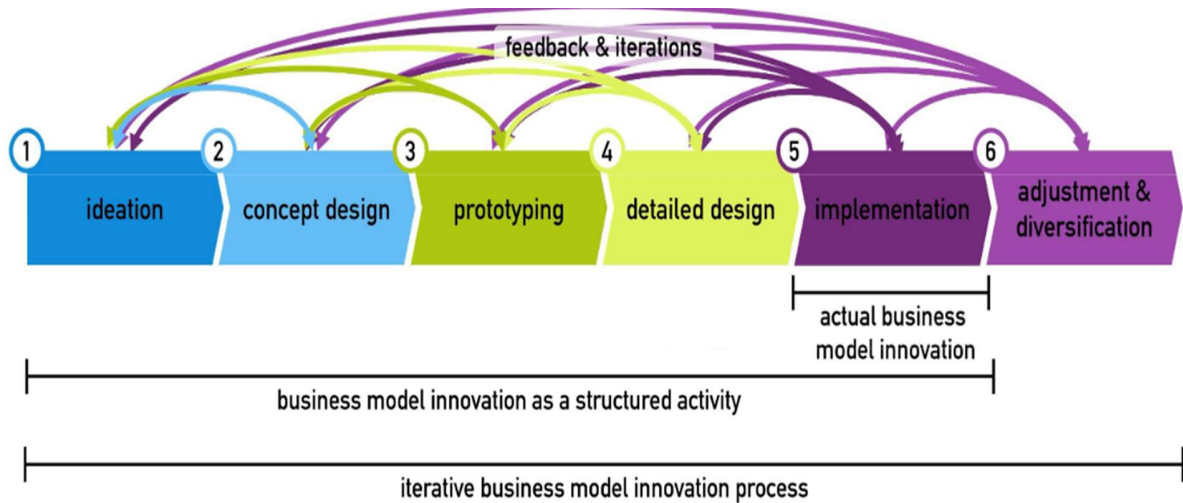 feedback & iterations
1
2
3
4
5
6
ideation
concept design
prototyping
detailed design
implementation
adjustment &
diversification
actual business
model innovation
business model innovation as a structured activity
iterative business model innovation process